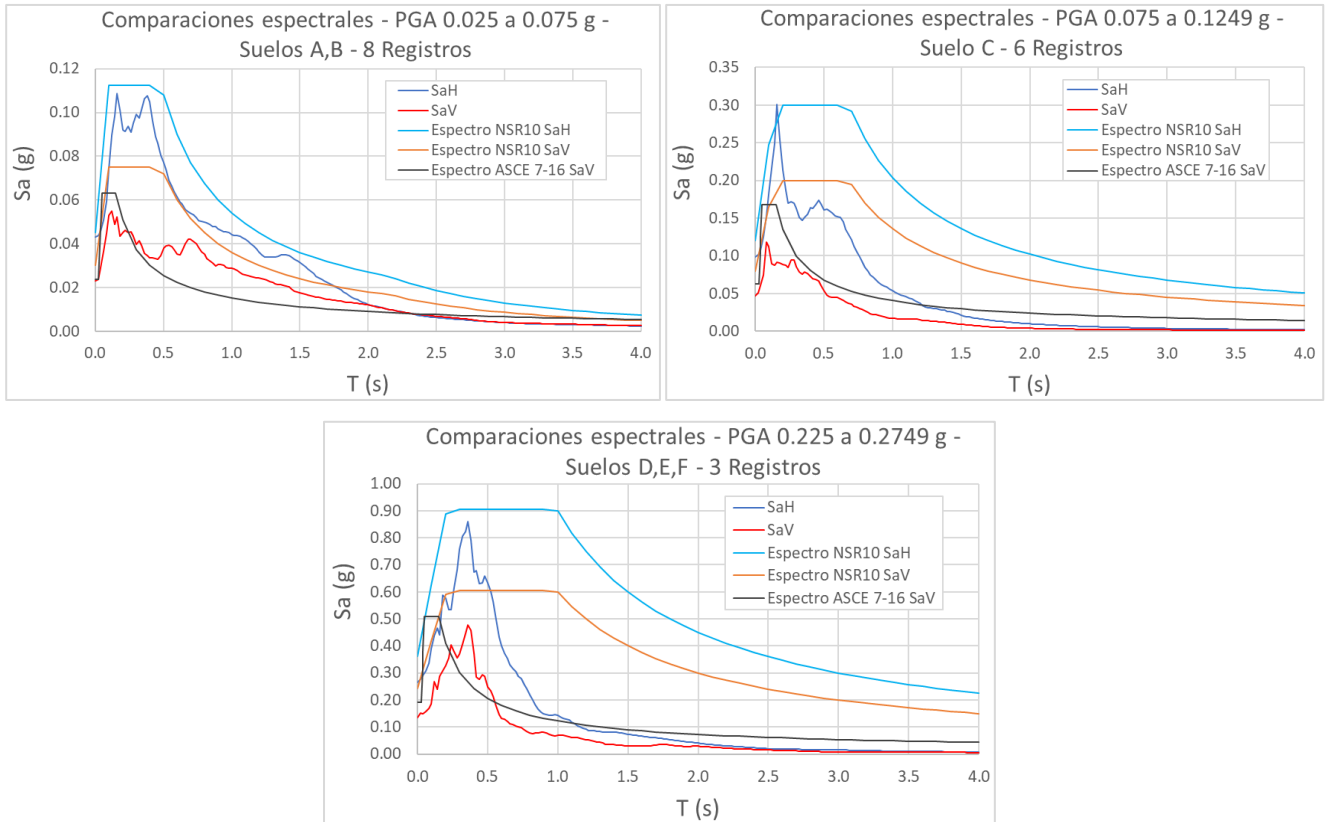 Comparaciones espectrales - PGA 0.025 a 0.075 g -
Suelos A,B - 8 Registros
0.12
0.10
0.08
0.06
0.04
0.02
0.00
Sa (g)
SaH
SaV
Espectro NSR10 SaH
Espectro NSR10 SaV
Espectro ASCE 7-16 SaV
0.0 0.5 1.0 1.5 2.0 2.5 3.0 3.5 4.0
T (s)
Comparaciones espectrales - PGA 0.075 a 0.1249 g -
Suelo C - 6 Registros
0.35
0.30
0.25
0.20
0.15
0.10
0.05
0.00
Sa (g)
SaH
SaV
Espectro NSR10 SaH
Espectro NSR10 SaV
Espectro ASCE 7-16 SaV
0.0 0.5 1.0 1.5 2.0 2.5 3.0 3.5 4.0
T (s)
Comparaciones espectrales - PGA 0.225 a 0.2749 g -
Suelos D,E,F - 3 Registros
1.00
0.90
0.80
0.70
0.60
0.50
0.40
0.30
0.20
0.10
0.00
Sa (g)
SaH
SaV
Espectro NSR10 SaH
Espectro NSR10 SaV
Espectro ASCE 7-16 SaV
0.0 0.5 1.0 1.5 2.0 2.5 3.0 3.5 4.0
T (s)